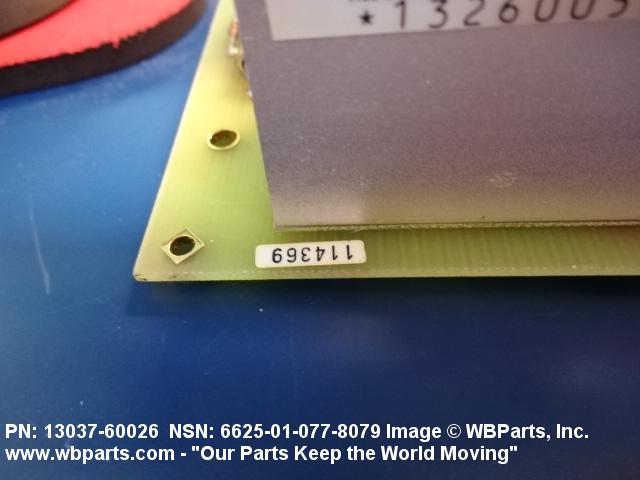 *1326005
114369
PN: 13037-60026 NSN: 6625-01-077-8079 Image © WBParts, Inc.
www.wbparts.com - "Our Parts Keep the World Moving"